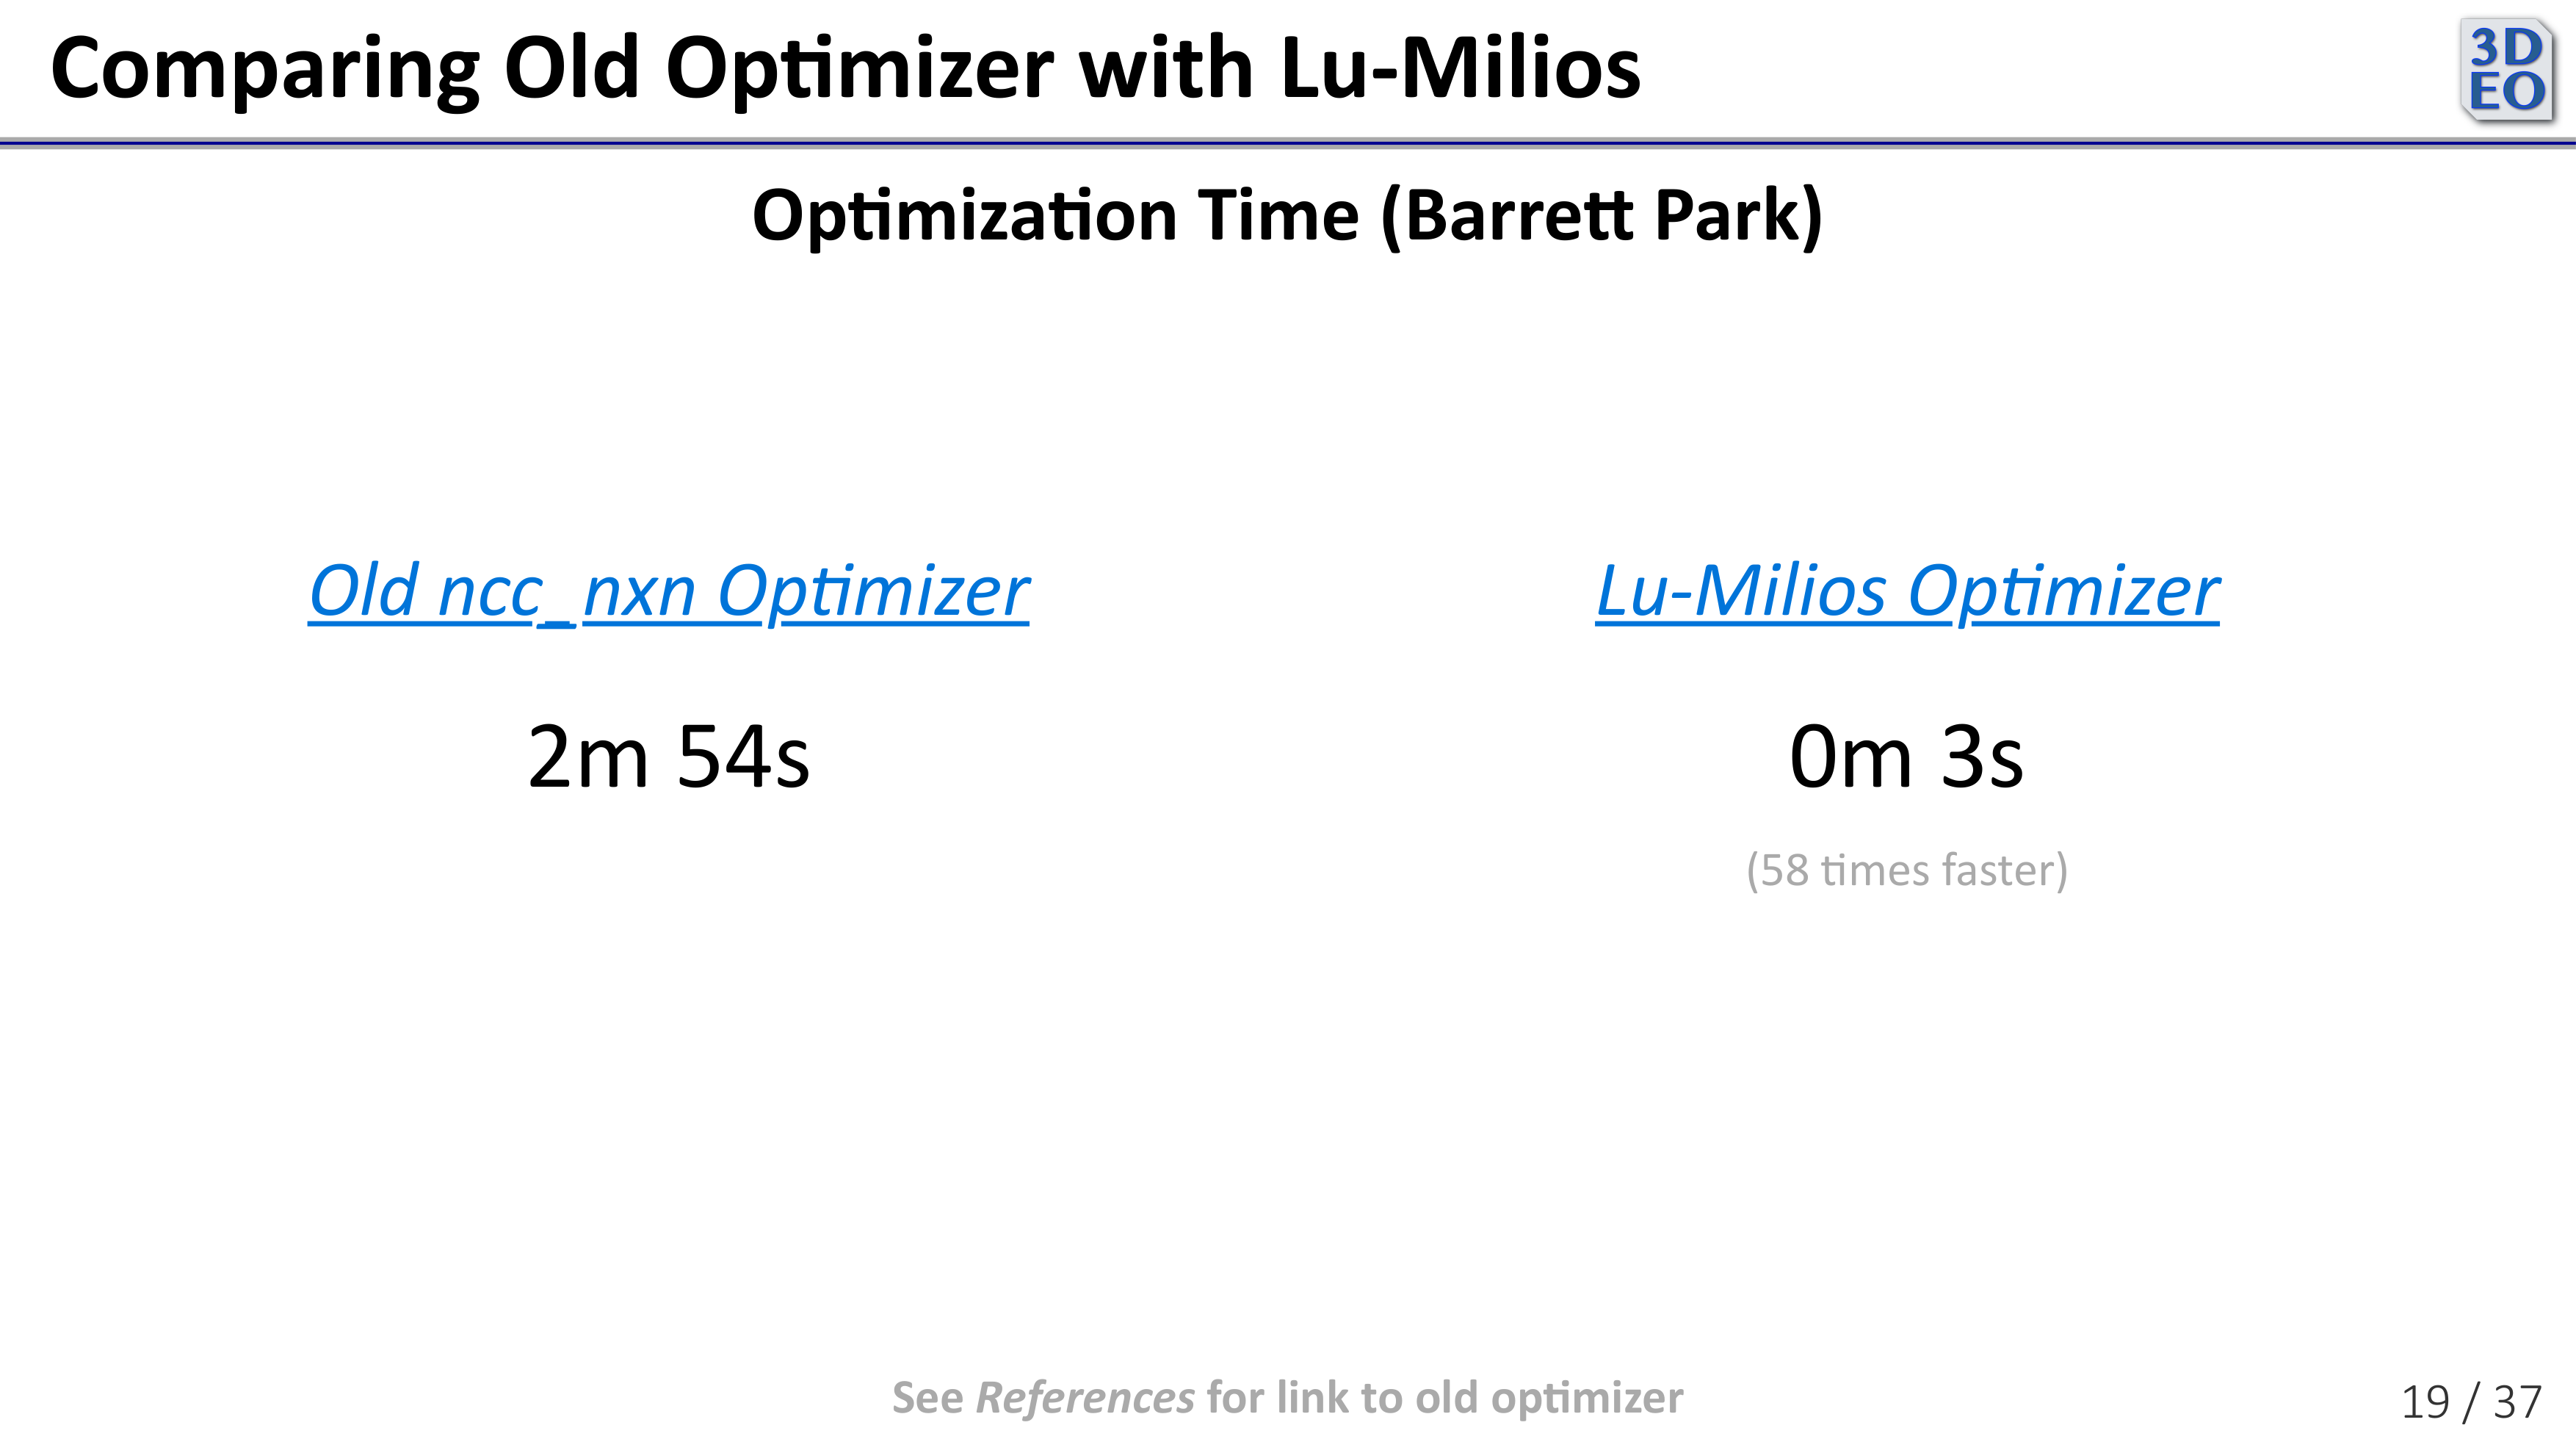 Comparing Old Optimizer with Lu-Milios
3D
EO
Optimization Time (Barrett Park)
Old ncc_nxn Optimizer
Lu-Milios Optimizer
2m 54s
0m 3s
(58 times faster)
See References for link to old optimizer
19 / 37